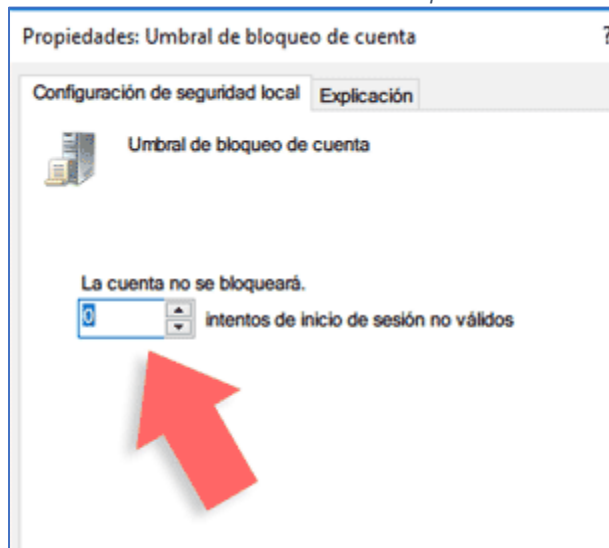 Propiedades: Umbral de bloqueo de cuenta ?
Configuración de seguridad local Explicación
Umbral de bloqueo de cuenta
La cuenta no se bloqueará.
0 intentos de inicio de sesión no válidos